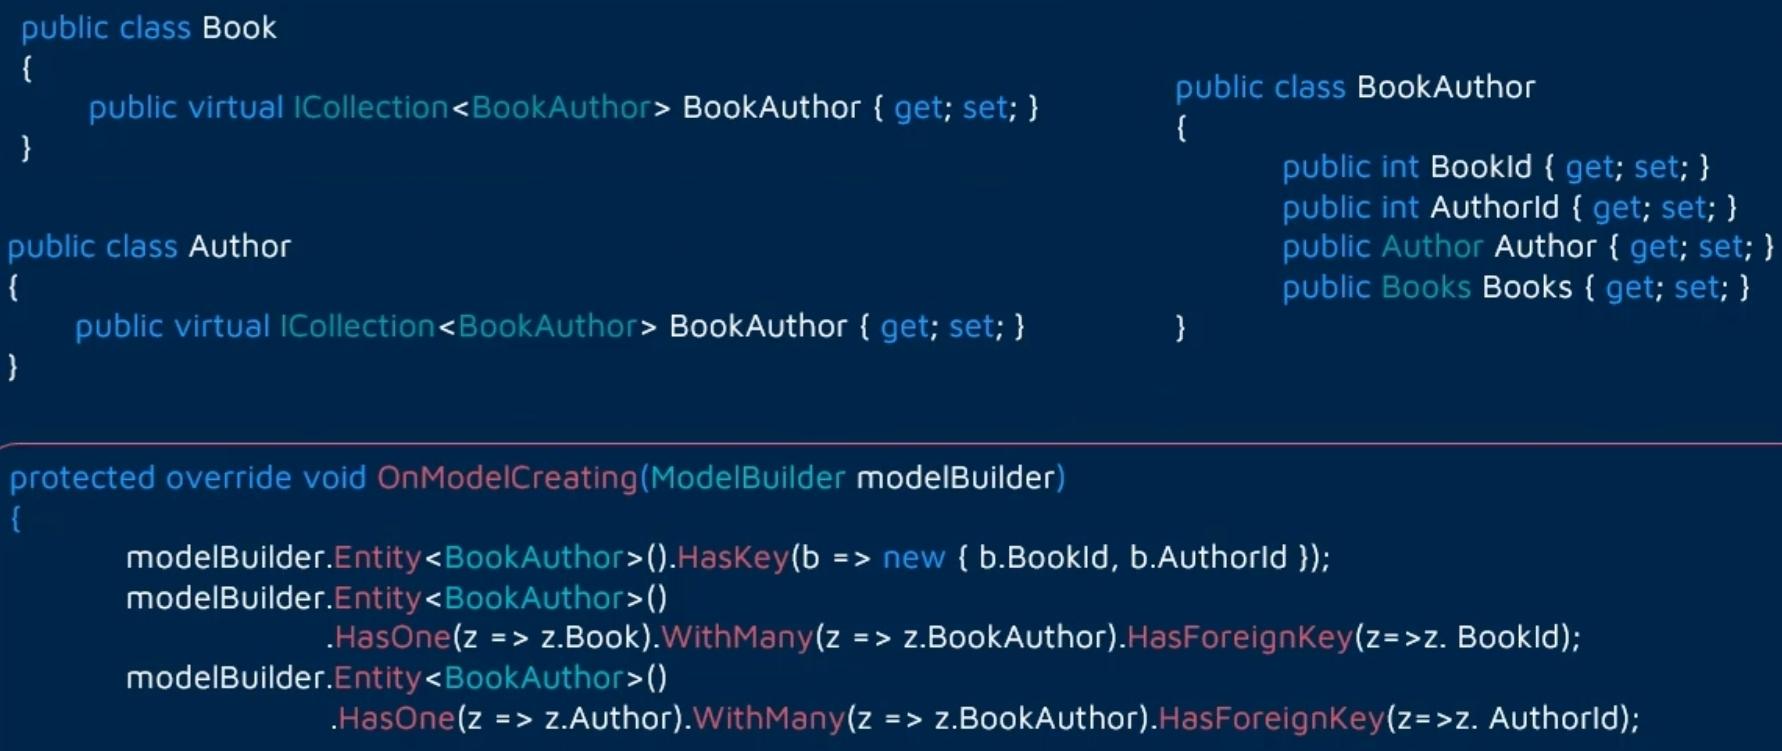 public class Book
{
public virtual ICollection<BookAuthor> BookAuthor { get; set; }
}
public class Author
{
public virtual ICollection<BookAuthor> BookAuthor { get; set; }
}
public class BookAuthor
{
public int BookId { get; set; }
public int AuthorId { get; set; }
public Author Author { get; set; }
public Books Books { get; set; }
}
protected override void OnModelCreating(ModelBuilder modelBuilder)
{
modelBuilder.Entity<BookAuthor>().HasKey(b => new { b.BookId, b.AuthorId });
modelBuilder.Entity<BookAuthor>()
.HasOne(z => z.Book).WithMany(z => z.BookAuthor).HasForeignKey(z=>z. BookId);
modelBuilder.Entity<BookAuthor>()
.HasOne(z => z.Author).WithMany(z => z.BookAuthor).HasForeignKey(z=>z. AuthorId);